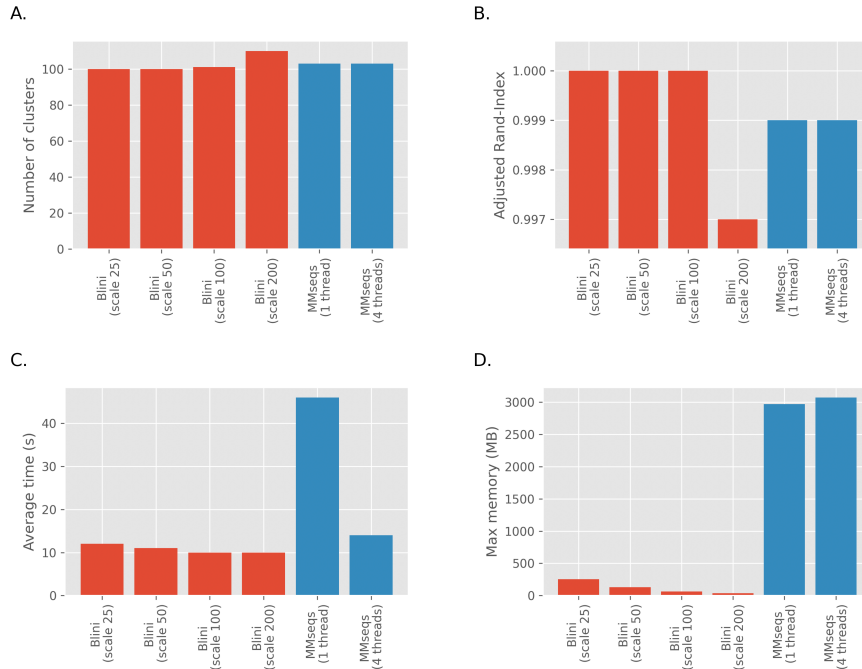 A.
Number of clusters
100
80
60
40
20
0
Blini
(scale 25)
Blini
(scale 50)
Blini
(scale 100)
Blini
(scale 200)
MMseqs
(1 thread)
MMseqs
(4 threads)
B.
Adjusted Rand-Index
1.000
0.999
0.998
0.997
Blini
(scale 25)
Blini
(scale 50)
Blini
(scale 100)
Blini
(scale 200)
MMseqs
(1 thread)
MMseqs
(4 threads)
C.
Average time (s)
40
30
20
10
0
Blini
(scale 25)
Blini
(scale 50)
Blini
(scale 100)
Blini
(scale 200)
MMseqs
(1 thread)
MMseqs
(4 threads)
D.
Max memory (MB)
3000
2500
2000
1500
1000
500
0
Blini
(scale 25)
Blini
(scale 50)
Blini
(scale 100)
Blini
(scale 200)
MMseqs
(1 thread)
MMseqs
(4 threads)